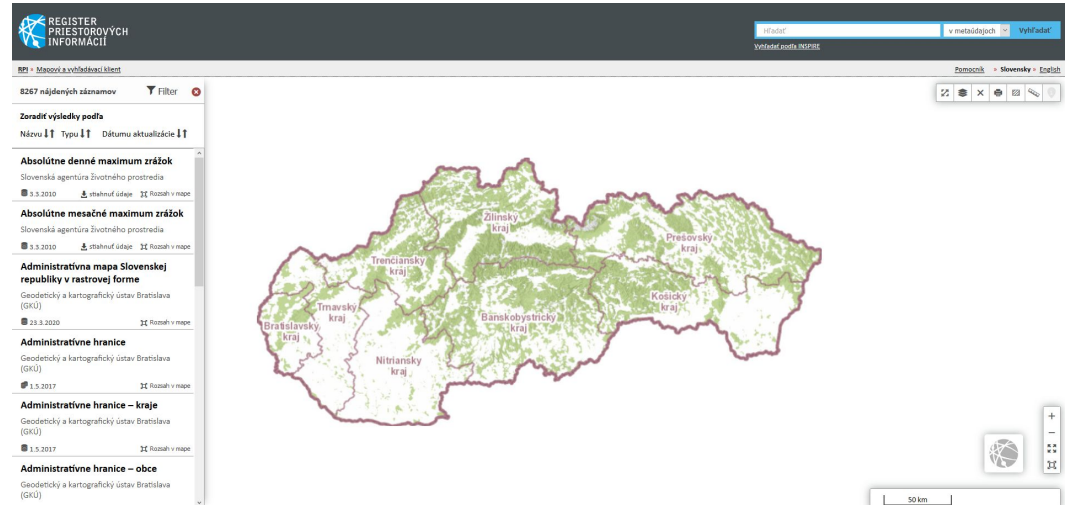 REGISTER
PRIESTOROVÝCH
INFORMÁCIÍ
Hľadať
v metaúdajoch
Vyhľadať
Vyhľadať podľa INSPIRE
RPI » Mapový a vyhľadávací klient
Pomocník » Slovensky » English
8267 nájdených záznamov
Filter
Zoradiť výsledky podľa
Názvu Typu Dátumu aktualizácie
Absolútne denné maximum zrážok
Slovenská agentúra životného prostredia
3.3.2010 stiahnuť údaje Rozsah v mape
Absolútne mesačné maximum zrážok
Slovenská agentúra životného prostredia
3.3.2010 stiahnuť údaje Rozsah v mape
Administratívna mapa Slovenskej
republiky v rastrovej forme
Geodetický a kartografický ústav Bratislava
(GKÚ)
23.3.2020 Rozsah v mape
Administratívne hranice
Geodetický a kartografický ústav Bratislava
(GKÚ)
1.5.2017 Rozsah v mape
Administratívne hranice – kraje
Geodetický a kartografický ústav Bratislava
(GKÚ)
1.5.2017 Rozsah v mape
Administratívne hranice – obce
Geodetický a kartografický ústav Bratislava
(GKÚ)
Žilinský
kraj
Prešovský
kraj
Trenčiansky
kraj
Košický
kraj
Trnavský
kraj
Banskobystrický
kraj
Bratislavský
kraj
Nitriansky
kraj
50 km